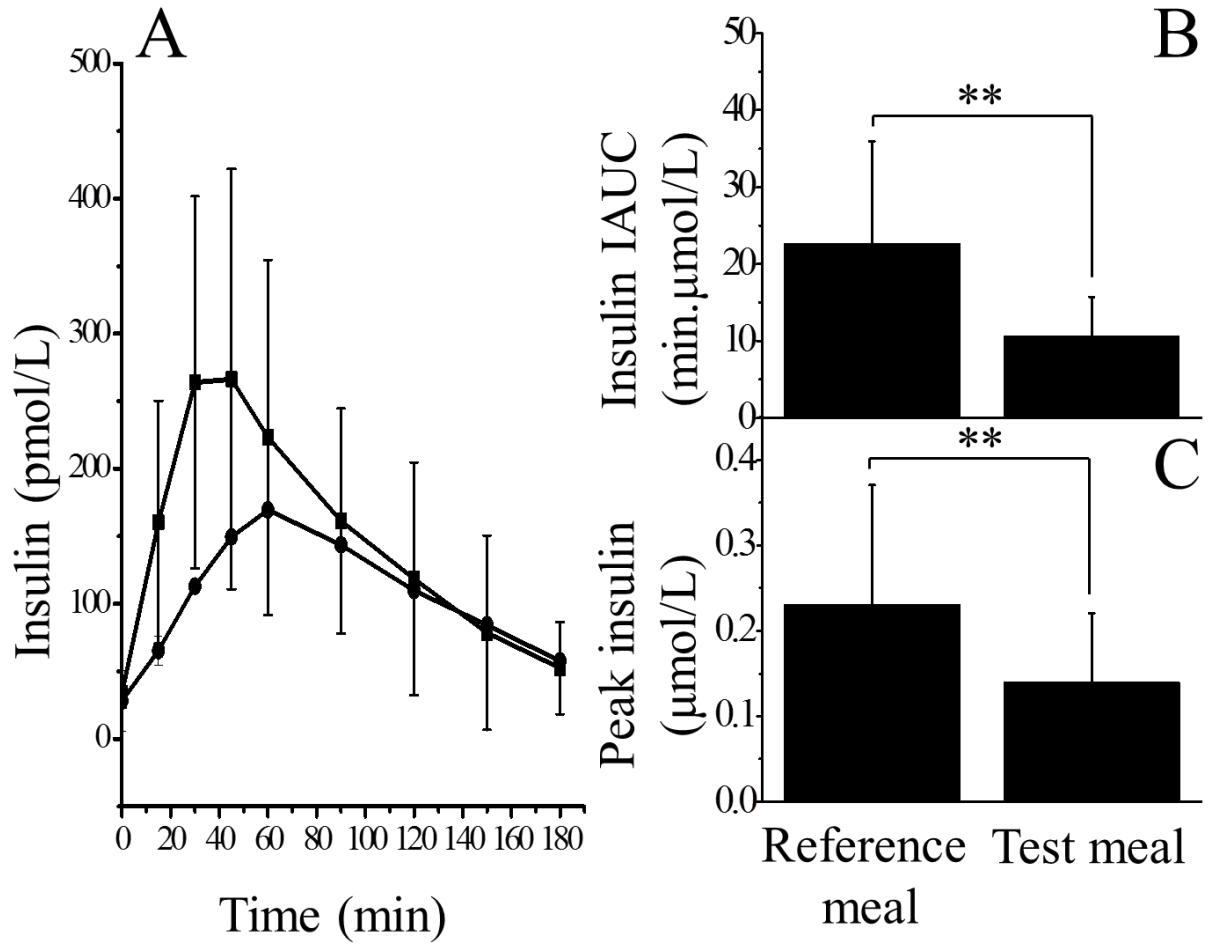 A
500
400
300
200
100
0
Insulin (pmol/L)
0 20 40 60 80 100 120 140 160 180
Time (min)
B
50
40
30
20
10
0
Insulin IAUC
(min.µmol/L)
**
C
0.4
0.3
0.2
0.1
0.0
Peak insulin
(µmol/L)
**
Reference
meal
Test meal